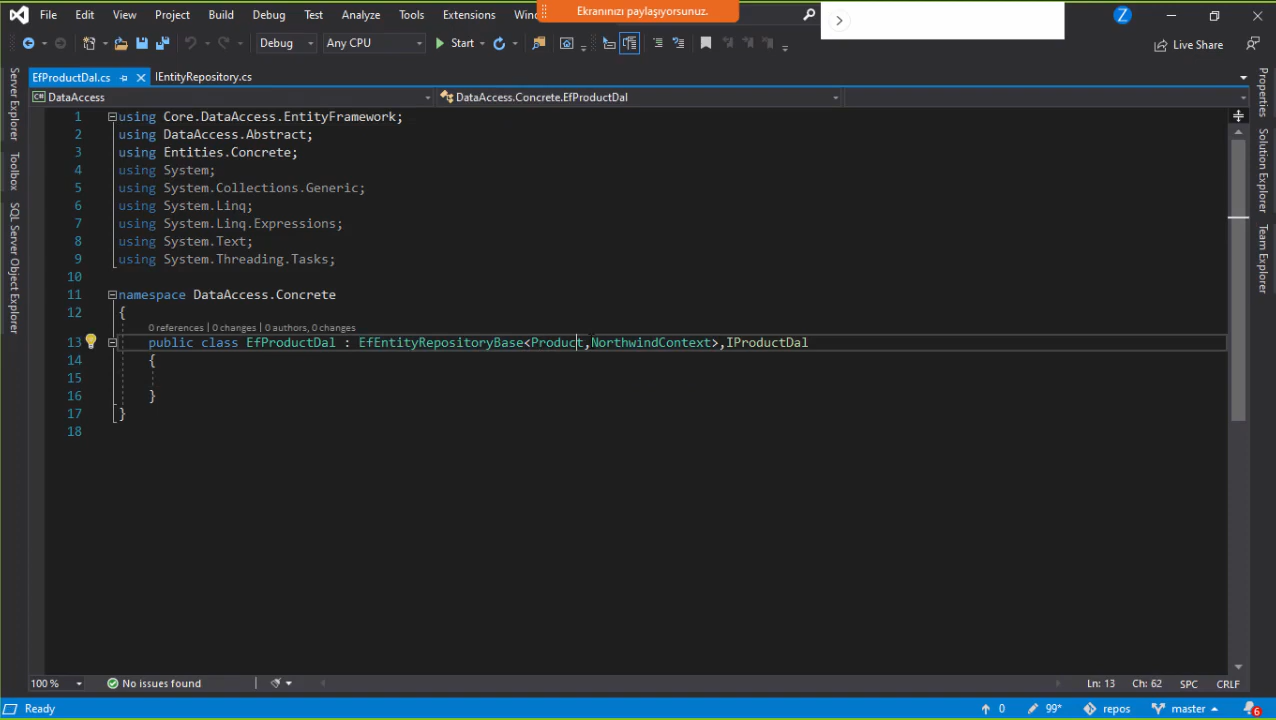 File Edit View Project Build Debug Test Analyze Tools Extensions Wind
Ekranınızı paylaşıyorsunuz.
Z
Debug Any CPU Start Live Share
EfProductDal.cs IEntityRepository.cs
DataAccess DataAccess.Concrete.EfProductDal
Server Explorer
Toolbox
SQL Server Object Explorer
Properties
Solution Explorer
Team Explorer
1 using Core.DataAccess.EntityFramework;
2 using DataAccess.Abstract;
3 using Entities.Concrete;
4 using System;
5 using System.Collections.Generic;
6 using System.Linq;
7 using System.Linq.Expressions;
8 using System.Text;
9 using System.Threading.Tasks;
10
11 namespace DataAccess.Concrete
12 {
0 references | 0 changes | 0 authors, 0 changes
13 public class EfProductDal : EfEntityRepositoryBase<Product,NorthwindContext>,IProductDal
14 {
15
16 }
17 }
18
100 % No issues found Ln: 13 Ch: 62 SPC CRLF
Ready 0 99* repos master 6